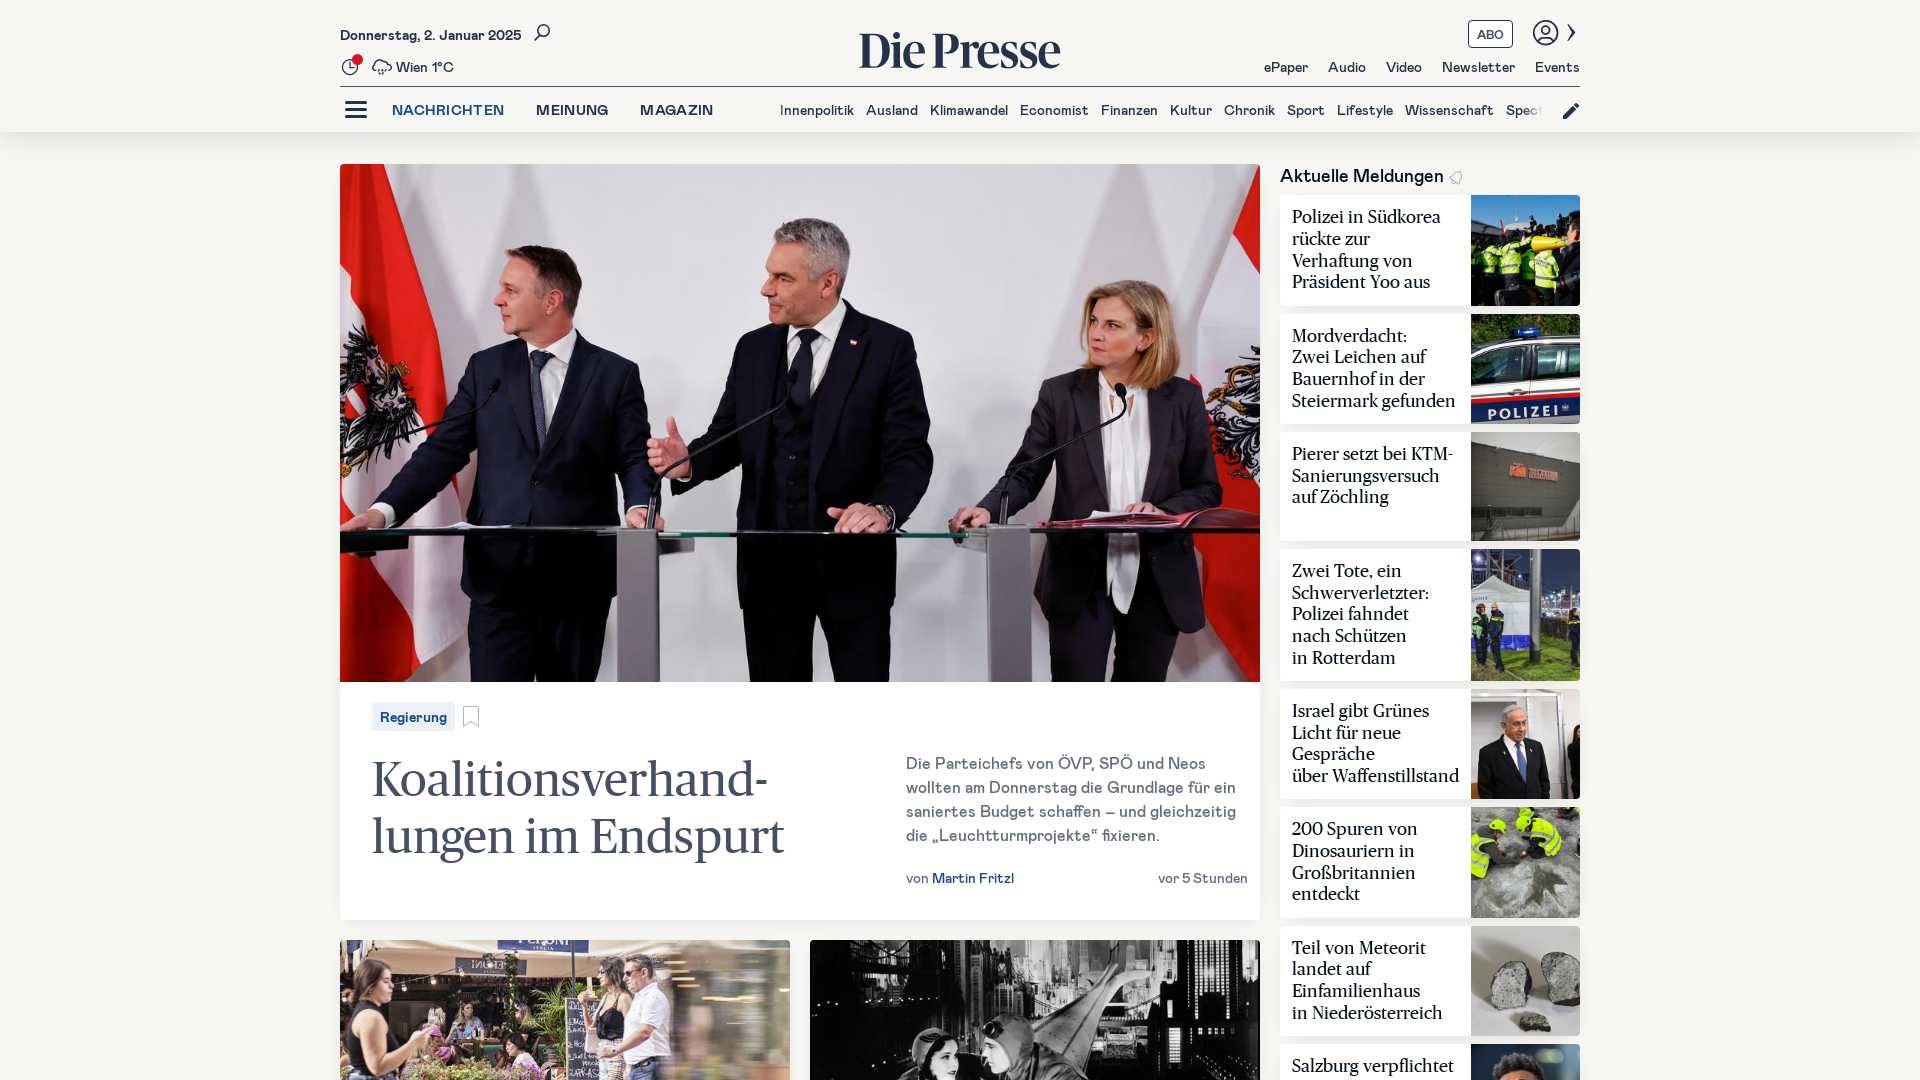 Donnerstag, 2. Januar 2025
Wien 1°C
Die Presse
ABO
ePaper Audio Video Newsletter Events
NACHRICHTEN MEINUNG MAGAZIN
Innenpolitik Ausland Klimawandel Economist Finanzen Kultur Chronik Sport Lifestyle Wissenschaft Spect
Regierung
Koalitionsverhand-
lungen im Endspurt
Die Parteichefs von ÖVP, SPÖ und Neos
wollten am Donnerstag die Grundlage für ein
saniertes Budget schaffen – und gleichzeitig
die „Leuchtturmprojekte“ fixieren.
von Martin Fritzl
vor 5 Stunden
Aktuelle Meldungen
Polizei in Südkorea
rückte zur
Verhaftung von
Präsident Yoo aus
Mordverdacht:
Zwei Leichen auf
Bauernhof in der
Steiermark gefunden
POLIZEI
Pierer setzt bei KTM-
Sanierungsversuch
auf Zöchling
Zwei Tote, ein
Schwerverletzter:
Polizei fahndet
nach Schützen
in Rotterdam
Israel gibt Grünes
Licht für neue
Gespräche
über Waffenstillstand
200 Spuren von
Dinosauriern in
Großbritannien
entdeckt
Teil von Meteorit
landet auf
Einfamilienhaus
in Niederösterreich
Salzburg verpflichtet